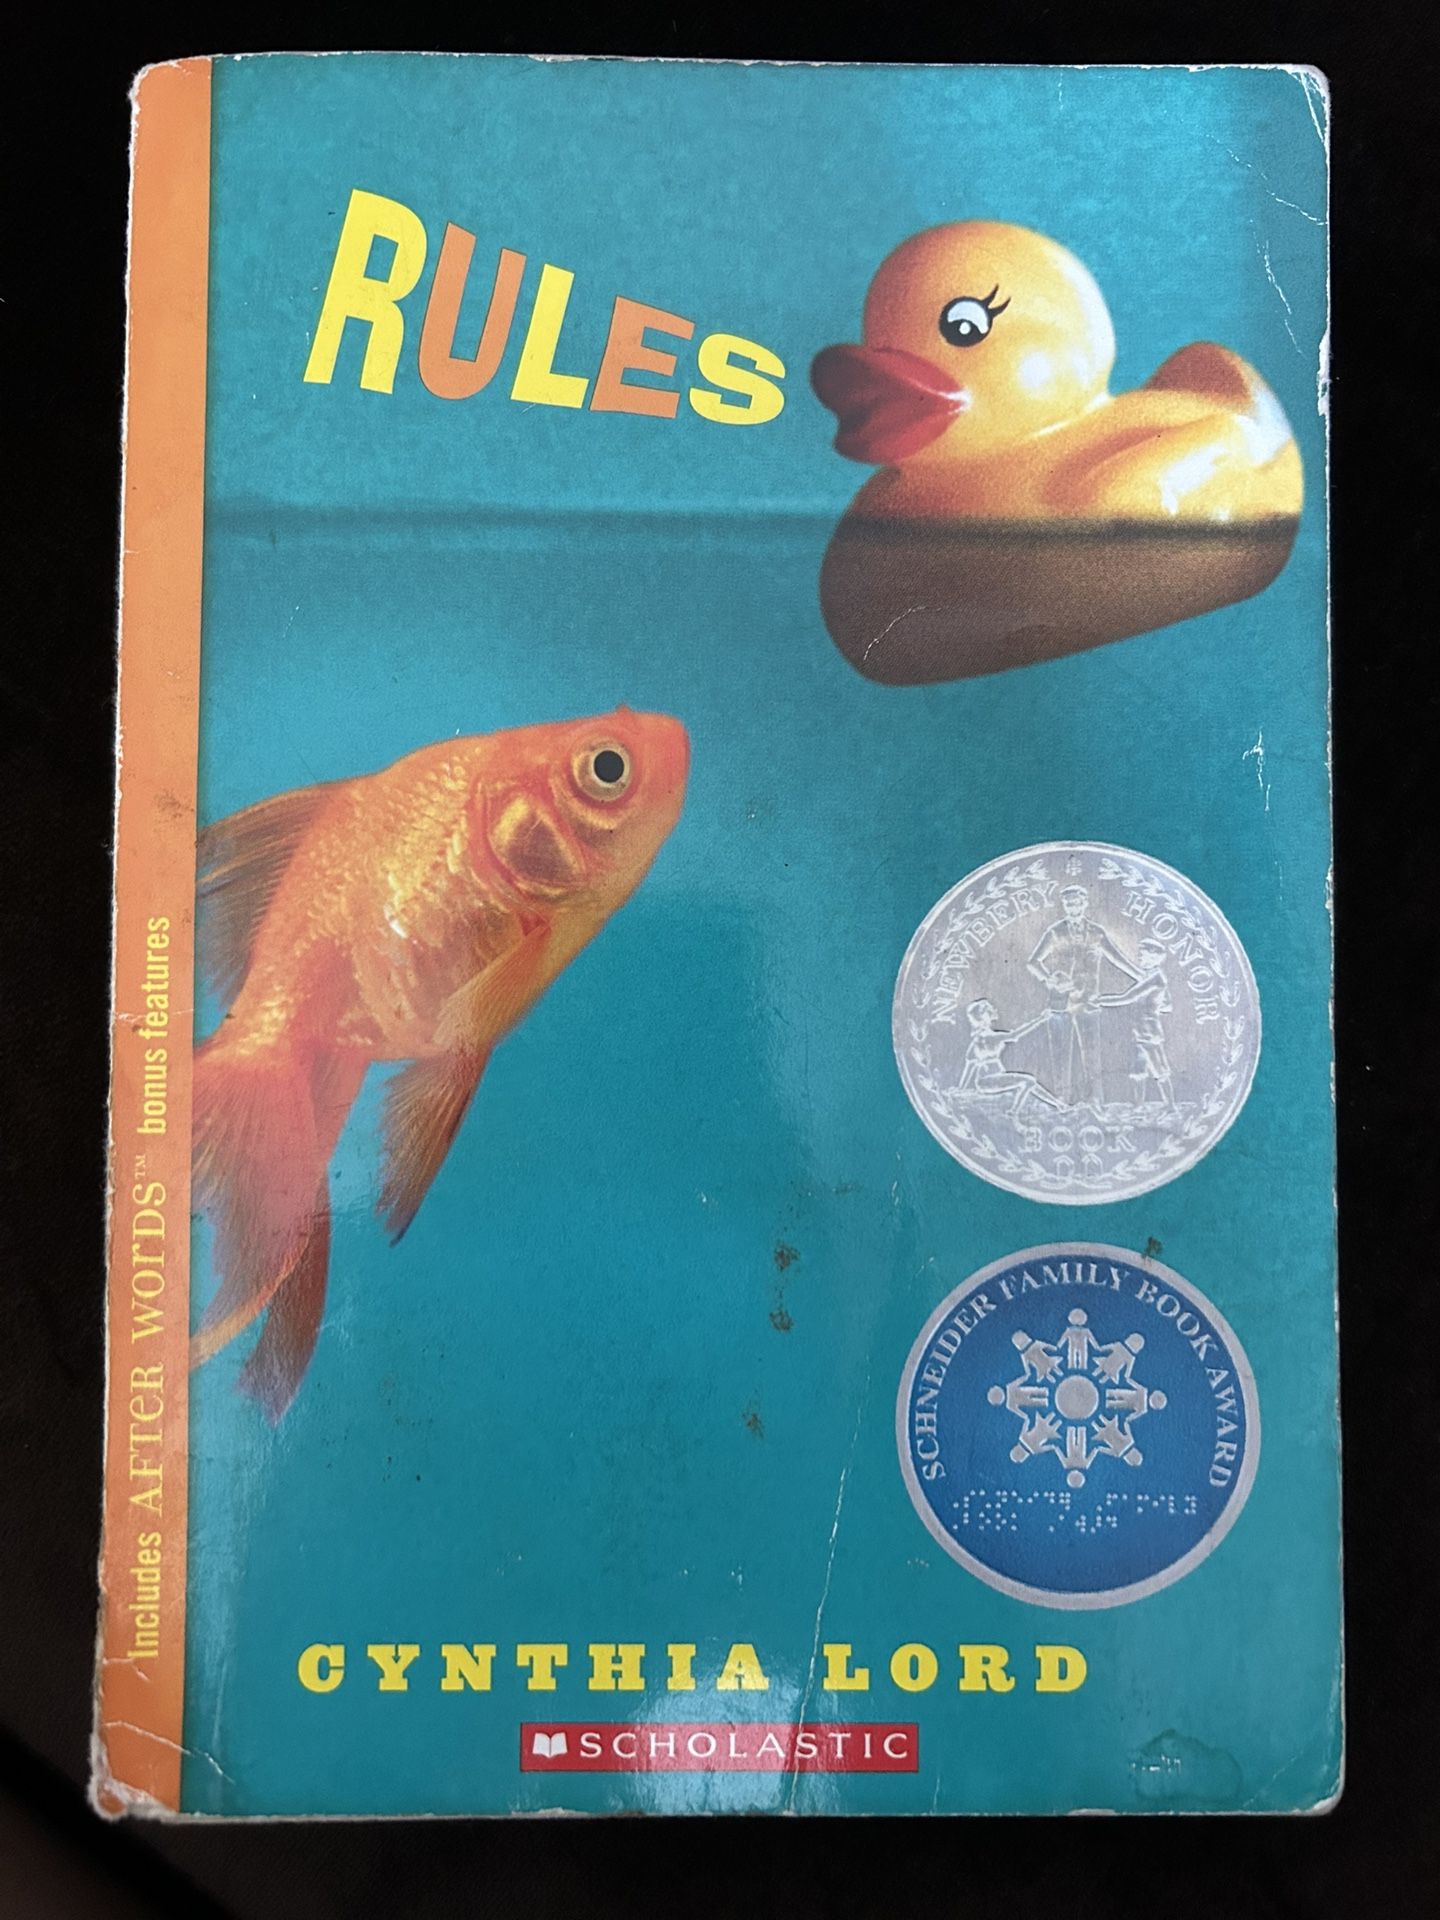 RULES
NEWBERY HONOR
BOOK
SCHNEIDER FAMILY BOOK AWARD
Includes AFTER WORDS™ bonus features
CYNTHIA LORD
SCHOLASTIC